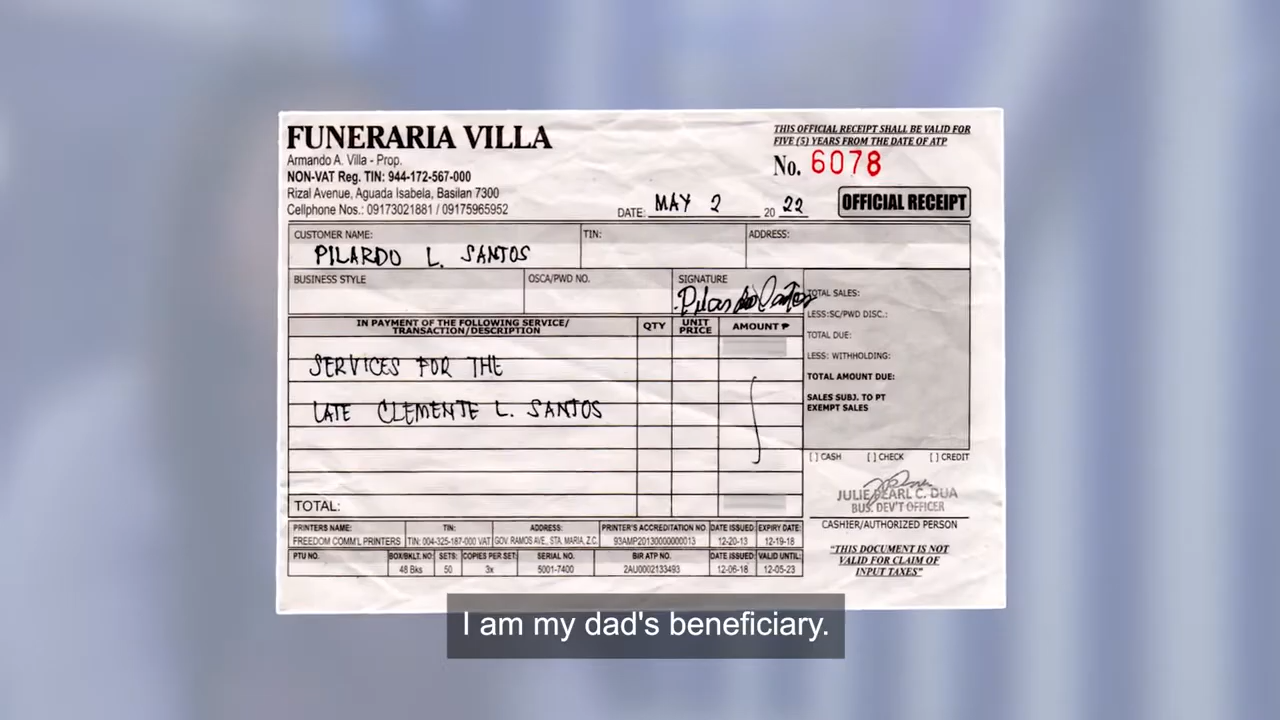 FUNERARIA VILLA
Armando A. Villa - Prop.
NON-VAT Reg. TIN: 944-172-567-000
Rizal Avenue, Aguada Isabela, Basilan 7300
Cellphone Nos.: 09173021881 / 09175965952
THIS OFFICIAL RECEIPT SHALL BE VALID FOR
FIVE (5) YEARS FROM THE DATE OF ATP
No. 6078
DATE: MAY 2 20 22
OFFICIAL RECEIPT
CUSTOMER NAME:
PILARDO L. SANTOS
TIN:
ADDRESS:
BUSINESS STYLE
OSCA/PWD NO.
SIGNATURE
Pilardo Santos
IN PAYMENT OF THE FOLLOWING SERVICE/
TRANSACTION/DESCRIPTION
QTY
UNIT
PRICE
AMOUNT ₱
SERVICES FOR THE
LATE CLEMENTE L. SANTOS
TOTAL:
TOTAL SALES:
LESS:SC/PWD DISC.:
TOTAL DUE:
LESS: WITHHOLDING:
TOTAL AMOUNT DUE:
SALES SUBJ. TO PT
EXEMPT SALES
[ ] CASH [ ] CHECK [ ] CREDIT
JULIE PEARL C. DUA
BUS. DEV'T OFFICER
CASHIER/AUTHORIZED PERSON
"THIS DOCUMENT IS NOT
VALID FOR CLAIM OF
INPUT TAXES"
PRINTERS NAME: TIN: ADDRESS: PRINTER'S ACCREDITATION NO. DATE ISSUED: EXPIRY DATE:
FREEDOM COMM'L PRINTERS TIN: 004-325-187-000 VAT GOV. RAMOS AVE., STA. MARIA, Z.C. 93AMP20130000000013 12-20-13 12-19-18
PTU NO. BOX/BKLT. NO: SETS: COPIES PER SET: SERIAL NO. BIR ATP NO. DATE ISSUED: VALID UNTIL:
48 Bks 50 3x 5001-7400 2AU0002133493 12-06-18 12-05-23
I am my dad's beneficiary.